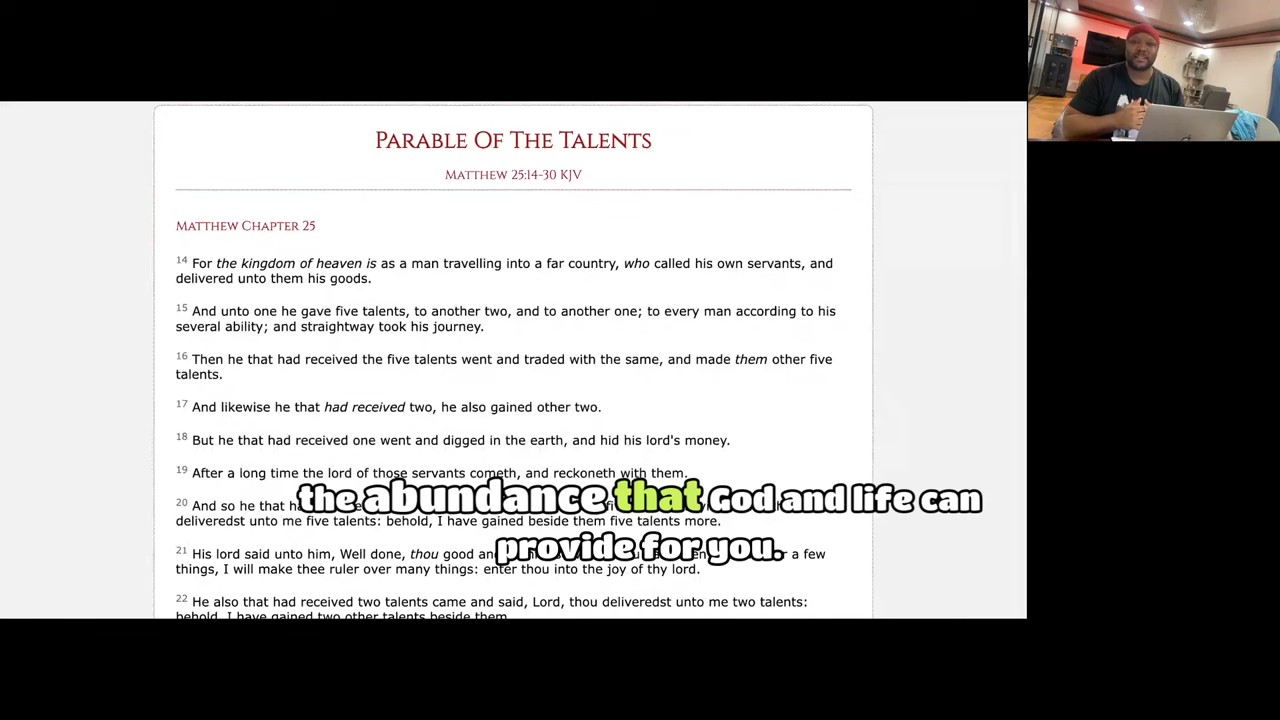 PARABLE OF THE TALENTS
MATTHEW 25:14-30 KJV
MATTHEW CHAPTER 25
14 For the kingdom of heaven is as a man travelling into a far country, who called his own servants, and
delivered unto them his goods.
15 And unto one he gave five talents, to another two, and to another one; to every man according to his
several ability; and straightway took his journey.
16 Then he that had received the five talents went and traded with the same, and made them other five
talents.
17 And likewise he that had received two, he also gained other two.
18 But he that had received one went and digged in the earth, and hid his lord's money.
19 After a long time the lord of those servants cometh, and reckoneth with them.
the abundance that God and life can
20 And so he that
deliveredst unto me five talents: behold, I have gained beside them five talents more.
provide for you.
21 His lord said unto him, Well done, thou good a few
things, I will make thee ruler over many things: enter thou into the joy of thy lord.
22 He also that had received two talents came and said, Lord, thou deliveredst unto me two talents:
behold, I have gained two other talents beside them.